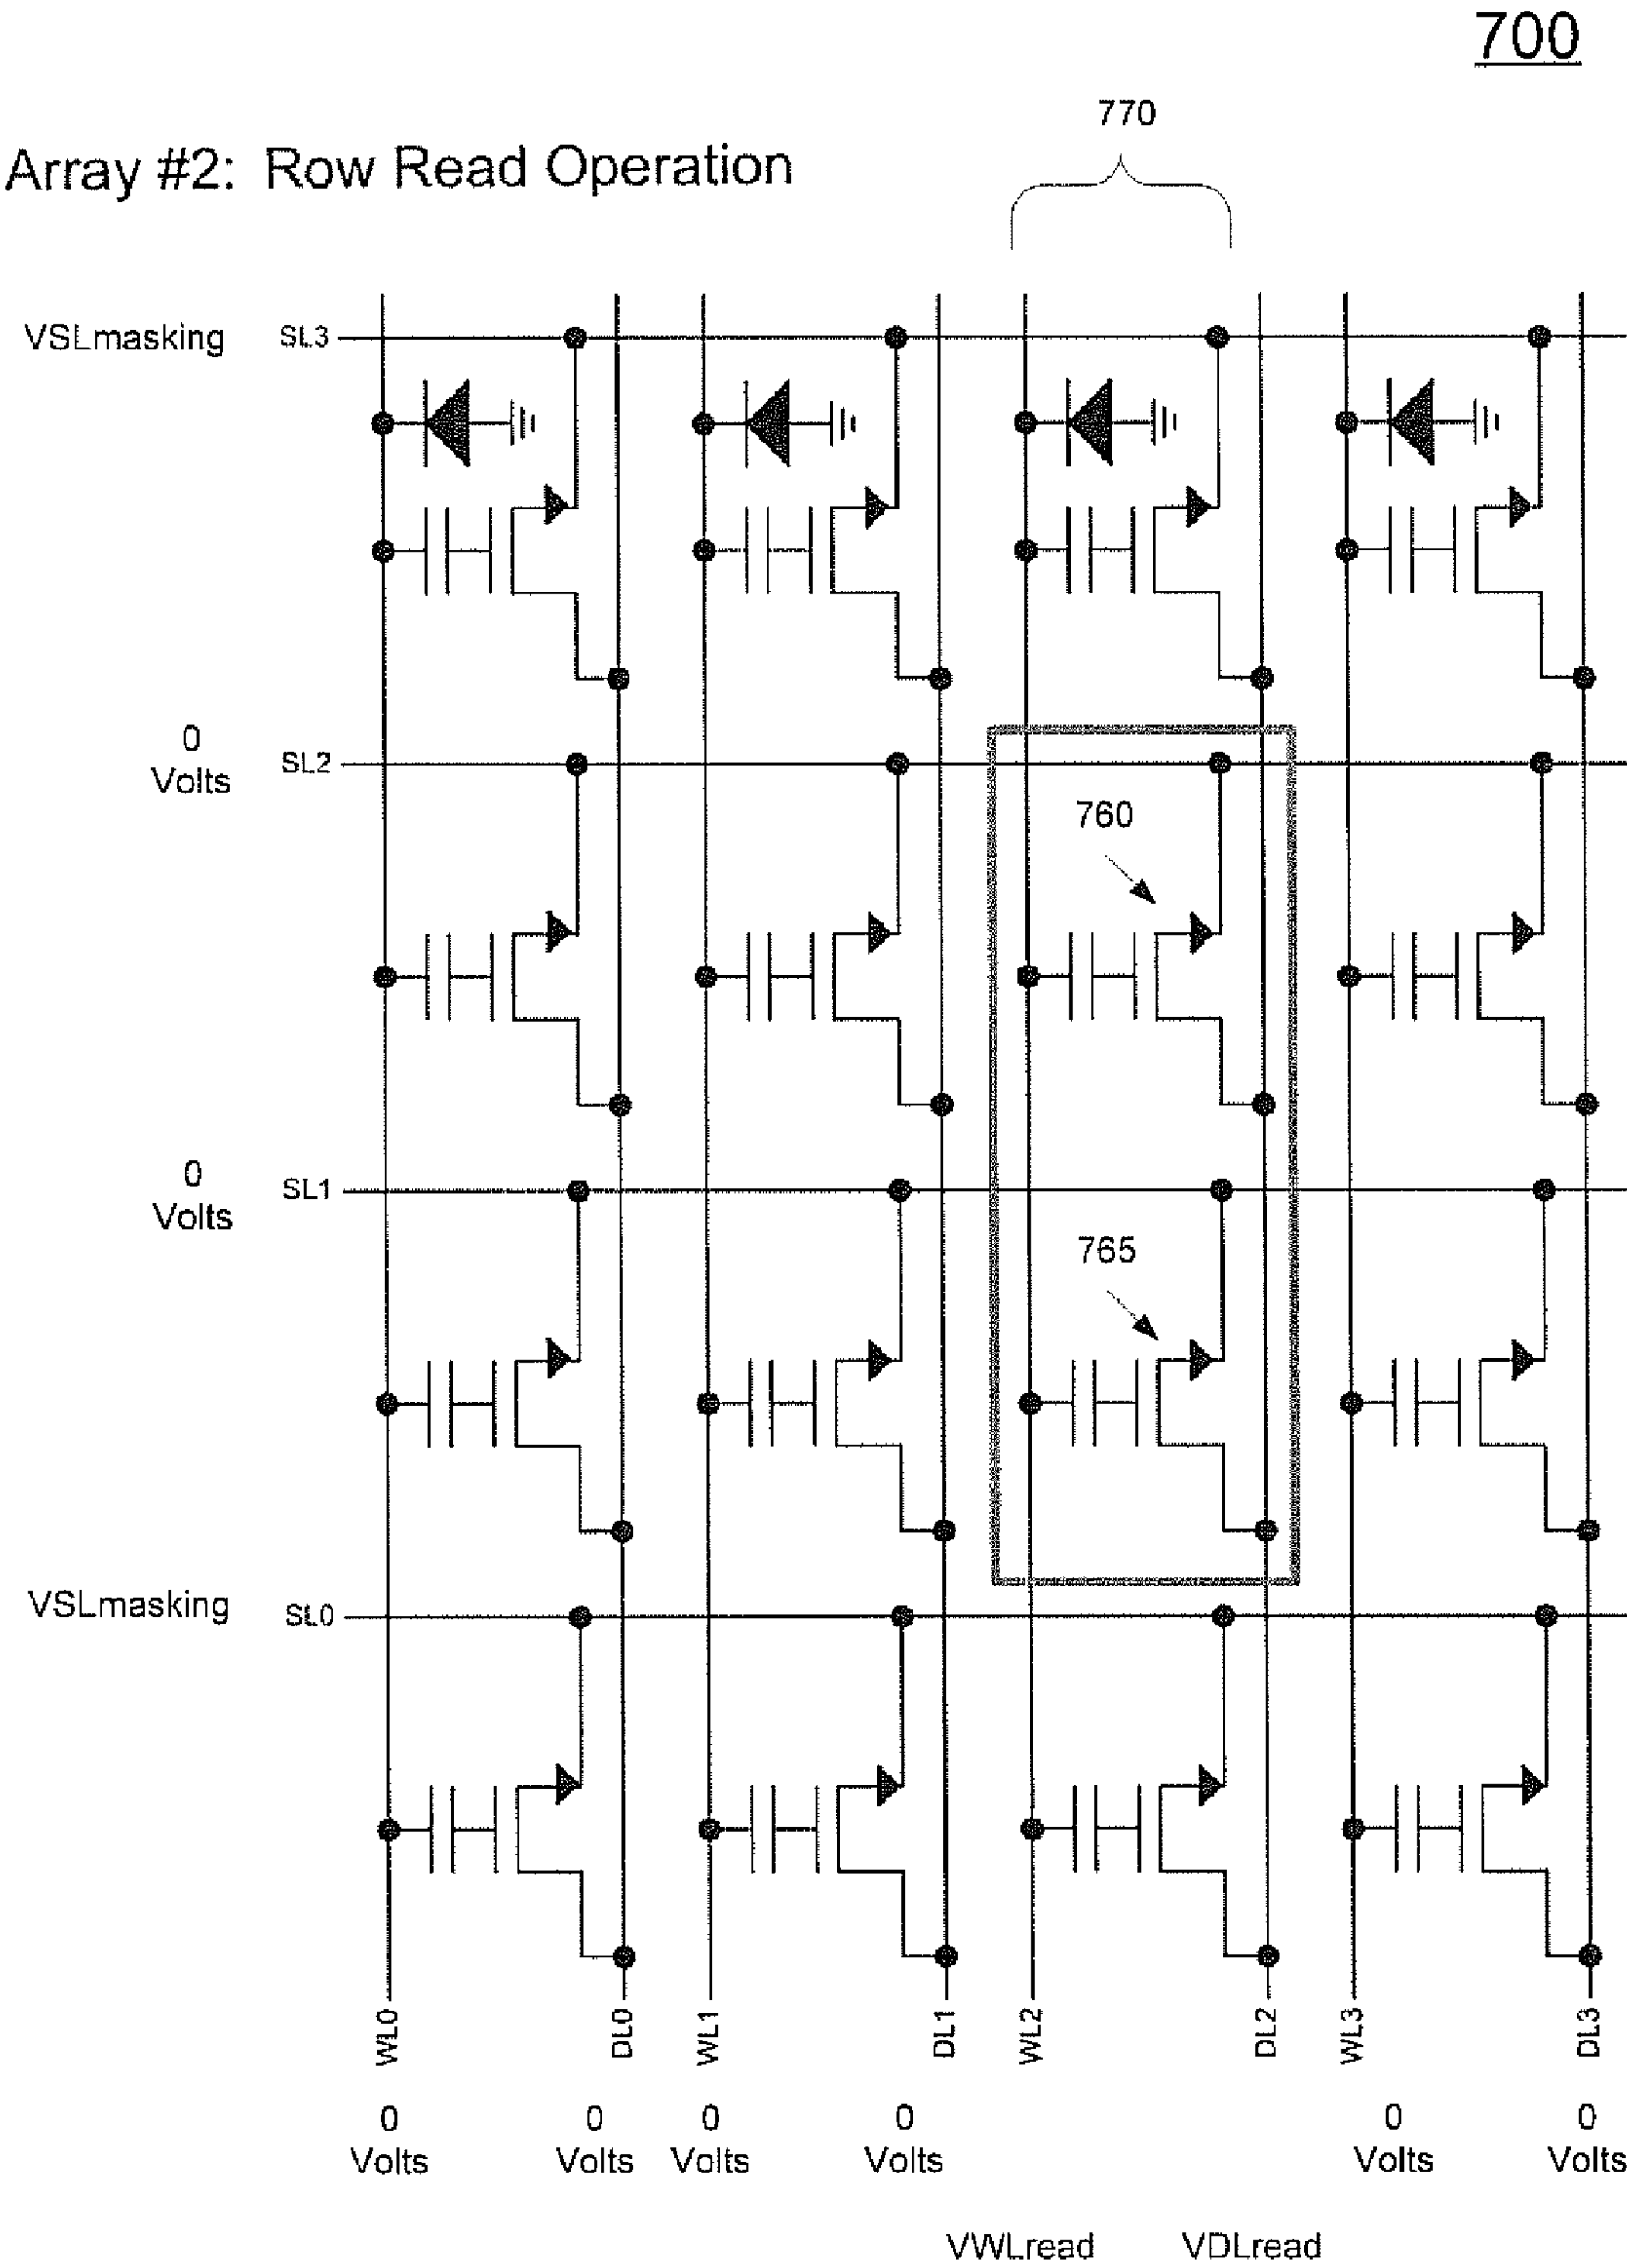 700
770
Array #2: Row Read Operation
VSLmasking SL3
0
Volts
SL2
760
0
Volts
SL1
765
VSLmasking SL0
WL0 DL0 WL1 DL1 WL2 DL2 WL3 DL3
0 0 0 0 0 0
Volts Volts Volts Volts Volts Volts
VWLread VDLread